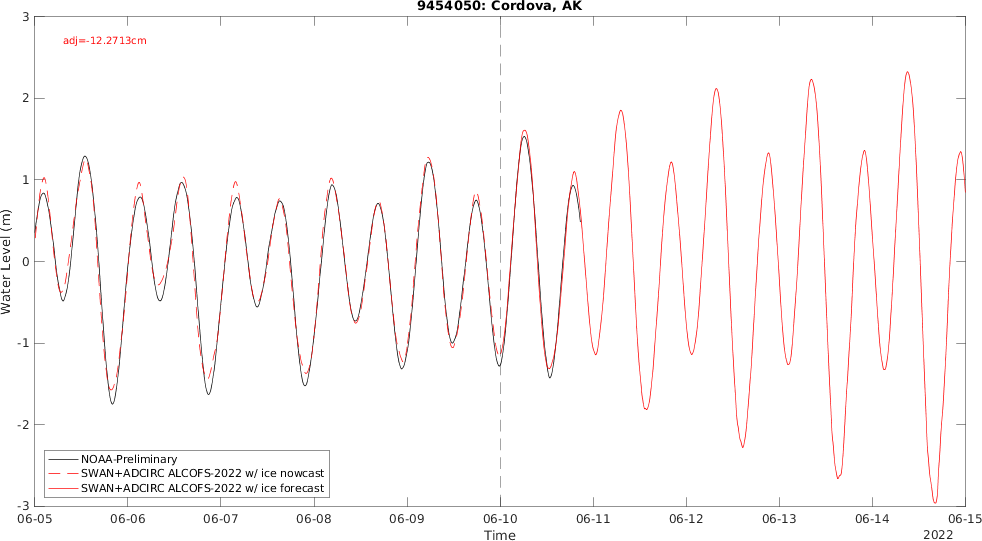 9454050: Cordova, AK
adj=-12.2713cm
Water Level (m)
3
2
1
0
-1
-2
-3
NOAA-Preliminary
SWAN+ADCIRC ALCOFS-2022 w/ ice nowcast
SWAN+ADCIRC ALCOFS-2022 w/ ice forecast
06-05 06-06 06-07 06-08 06-09 06-10 06-11 06-12 06-13 06-14 06-15
Time
2022